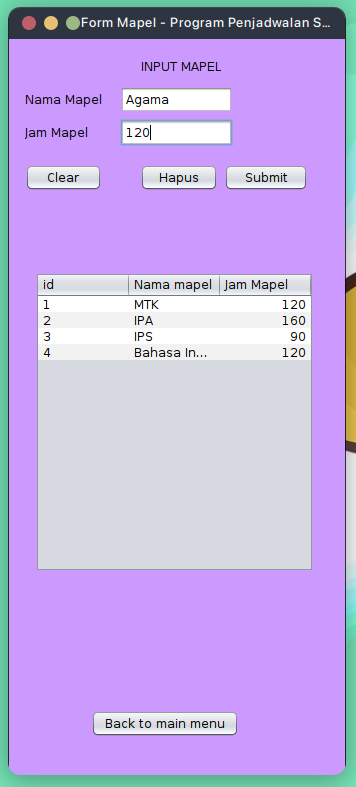 Form Mapel - Program Penjadwalan S...
INPUT MAPEL
Nama Mapel Agama
Jam Mapel 120
Clear Hapus Submit
id Nama mapel Jam Mapel
1 MTK 120
2 IPA 160
3 IPS 90
4 Bahasa In... 120
Back to main menu